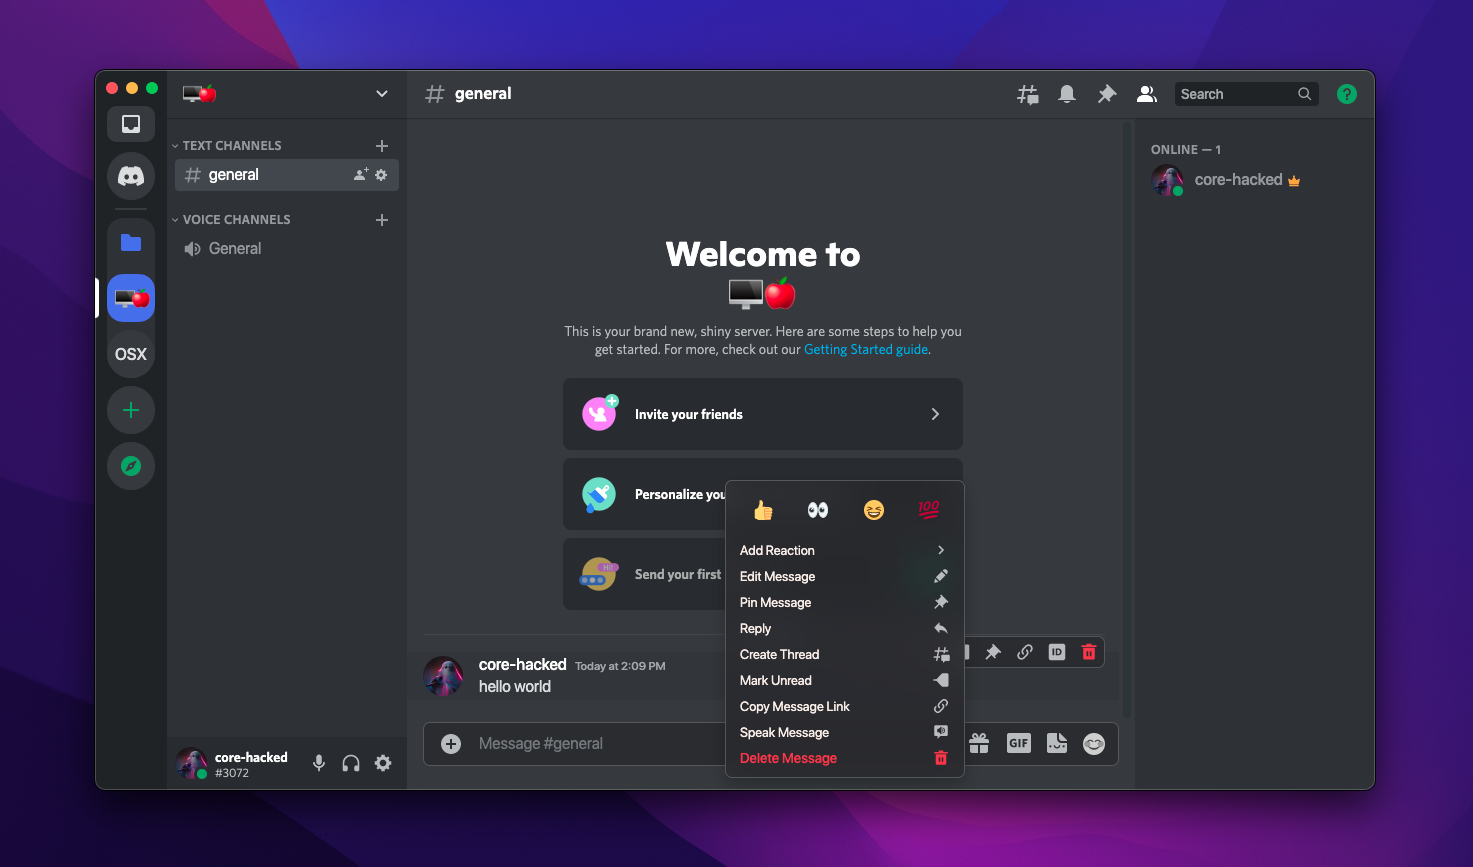 general
Search
?
TEXT CHANNELS
general
VOICE CHANNELS
General
OSX
core-hacked
#3072
Welcome to
This is your brand new, shiny server. Here are some steps to help you
get started. For more, check out our Getting Started guide.
Invite your friends
Personalize you
HI!
Send your first
core-hacked Today at 2:09 PM
hello world
Message #general
100
Add Reaction
Edit Message
Pin Message
Reply
Create Thread
Mark Unread
Copy Message Link
Speak Message
Delete Message
ID
GIF
ONLINE — 1
core-hacked